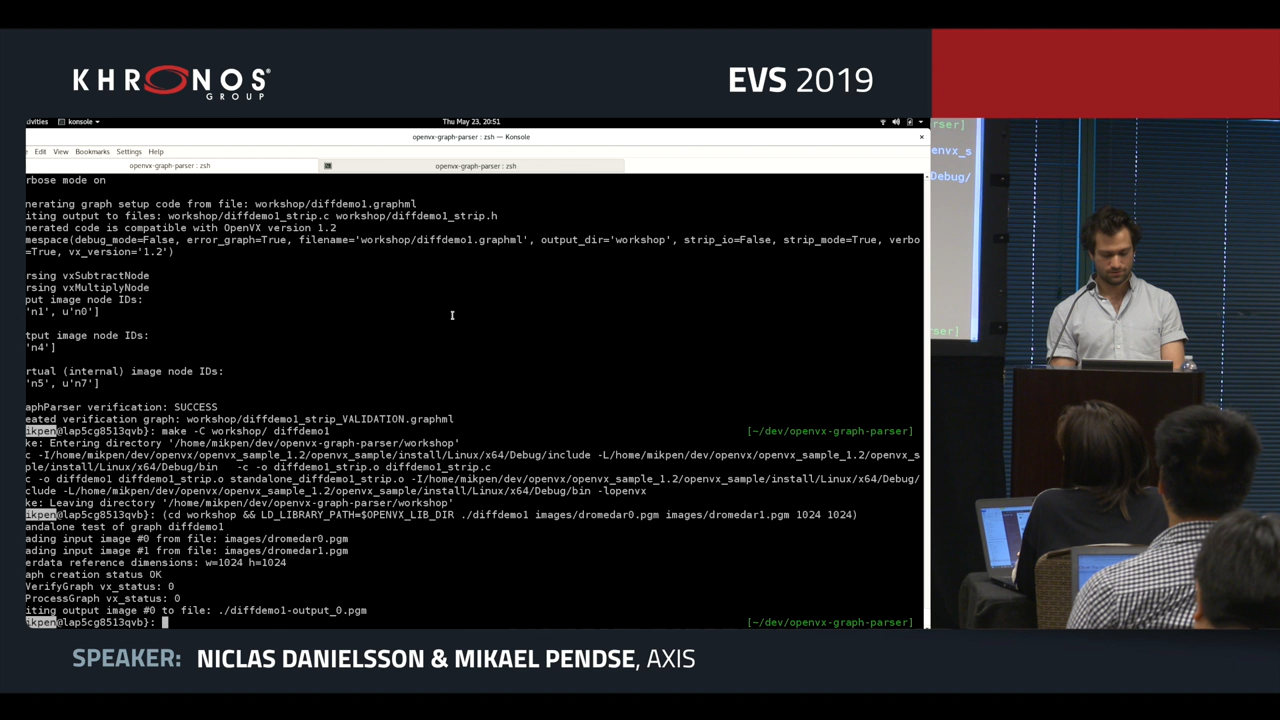 KHRONOS®
GROUP
EVS 2019
ivities konsole Thu May 23, 20:51
openvx-graph-parser : zsh — Konsole
Edit View Bookmarks Settings Help
openvx-graph-parser : zsh openvx-graph-parser : zsh
rbose mode on
nerating graph setup code from file: workshop/diffdemo1.graphml
iting output to files: workshop/diffdemo1_strip.c workshop/diffdemo1_strip.h
nerated code is compatible with OpenVX version 1.2
mespace(debug_mode=False, error_graph=True, filename='workshop/diffdemo1.graphml', output_dir='workshop', strip_io=False, strip_mode=True, verbo
=True, vx_version='1.2')
rsing vxSubtractNode
rsing vxMultiplyNode
put image node IDs:
'n1', u'n0']
tput image node IDs:
'n4']
rtual (internal) image node IDs:
'n5', u'n7']
aphParser verification: SUCCESS
eated verification graph: workshop/diffdemo1_strip_VALIDATION.graphml
ikpen@lap5cg8513qvb}: make -C workshop/ diffdemo1 [~/dev/openvx-graph-parser]
ke: Entering directory '/home/mikpen/dev/openvx-graph-parser/workshop'
c -I/home/mikpen/dev/openvx/openvx_sample_1.2/openvx_sample/install/Linux/x64/Debug/include -L/home/mikpen/dev/openvx/openvx_sample_1.2/openvx_s
ple/install/Linux/x64/Debug/bin -c -o diffdemo1_strip.o diffdemo1_strip.c
c -o diffdemo1 diffdemo1_strip.o standalone_diffdemo1_strip.o -I/home/mikpen/dev/openvx/openvx_sample_1.2/openvx_sample/install/Linux/x64/Debug/
clude -L/home/mikpen/dev/openvx/openvx_sample_1.2/openvx_sample/install/Linux/x64/Debug/bin -lopenvx
ke: Leaving directory '/home/mikpen/dev/openvx-graph-parser/workshop'
ikpen@lap5cg8513qvb}: (cd workshop && LD_LIBRARY_PATH=$OPENVX_LIB_DIR ./diffdemo1 images/dromedar0.pgm images/dromedar1.pgm 1024 1024)
andalone test of graph diffdemo1
ading input image #0 from file: images/dromedar0.pgm
ading input image #1 from file: images/dromedar1.pgm
erdata reference dimensions: w=1024 h=1024
aph creation status OK
VerifyGraph vx_status: 0
ProcessGraph vx_status: 0
iting output image #0 to file: ./diffdemo1-output_0.pgm
ikpen@lap5cg8513qvb}: [~/dev/openvx-graph-parser]
rser]
envx_s
Debug/
ser]
SPEAKER: NICLAS DANIELSSON & MIKAEL PENDSE, AXIS